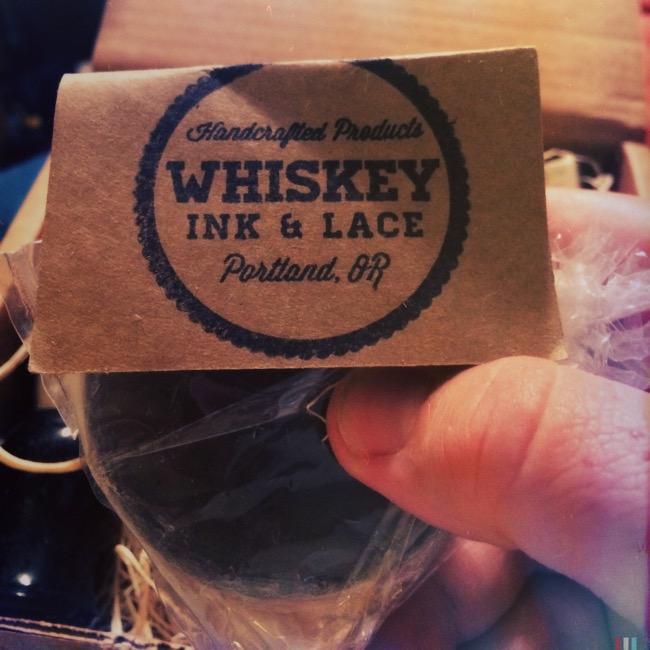 Handcrafted Products
WHISKEY
INK & LACE
Portland, OR